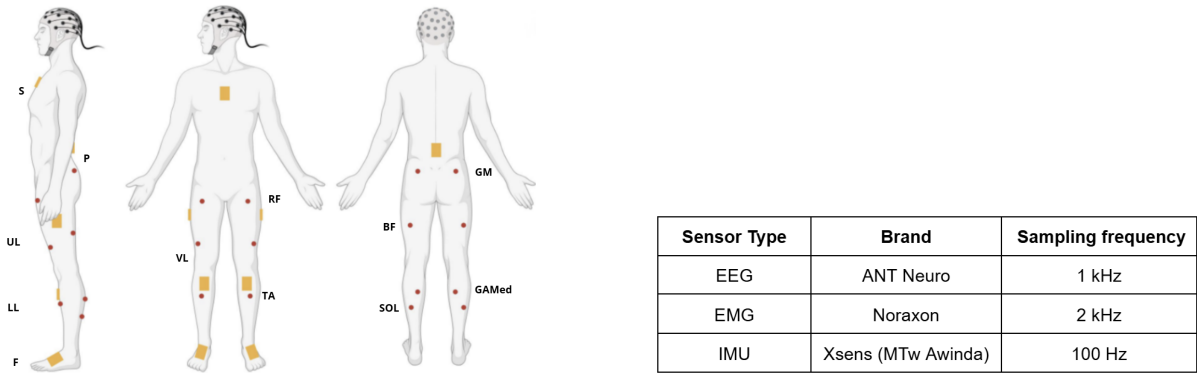 S
P
UL
LL
F
RF
VL
TA
GM
BF
GAMed
SOL
Sensor Type Brand Sampling frequency
EEG ANT Neuro 1 kHz
EMG Noraxon 2 kHz
IMU Xsens (MTw Awinda) 100 Hz